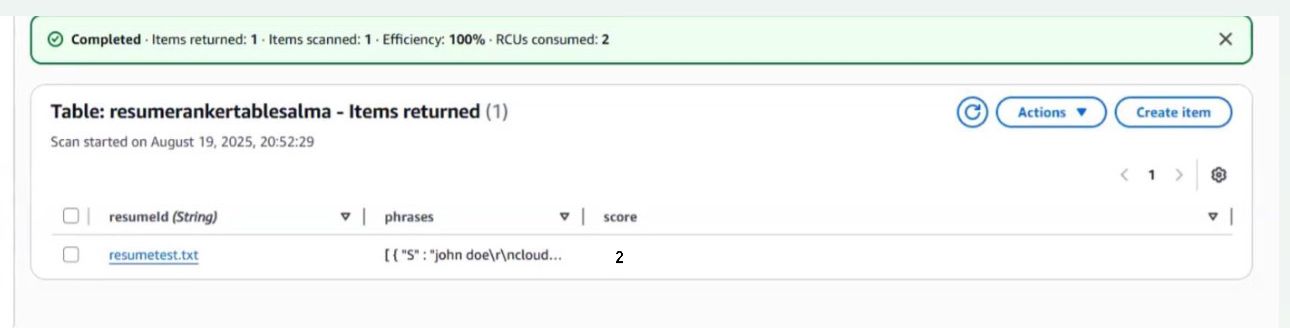 Completed · Items returned: 1 · Items scanned: 1 · Efficiency: 100% · RCUs consumed: 2
Table: resumerankertablesalma - Items returned (1)
Actions
Create item
Scan started on August 19, 2025, 20:52:29
1
resumeId (String) phrases score
resumetest.txt [ { "S" : "john doe\r\ncloud... 2